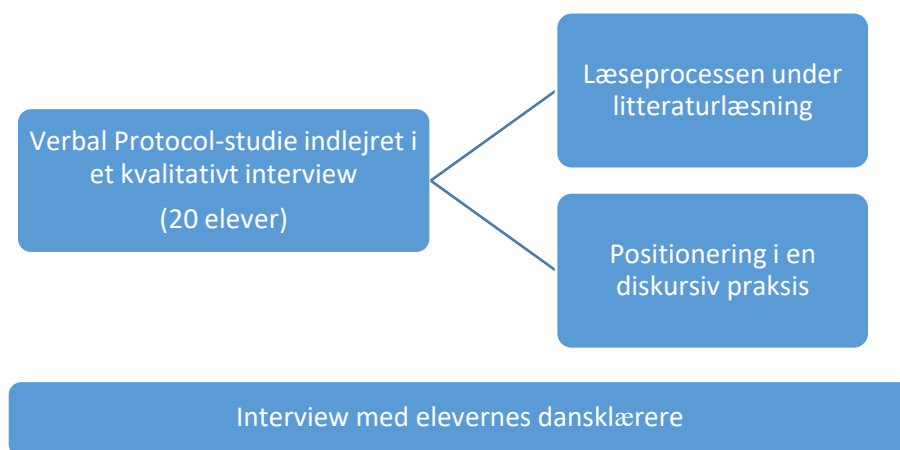 Verbal Protocol-studie indlejret i
et kvalitativt interview
(20 elever)
Læseprocessen under
litteraturlæsning
Positionering i en
diskursiv praksis
Interview med elevernes dansklærere